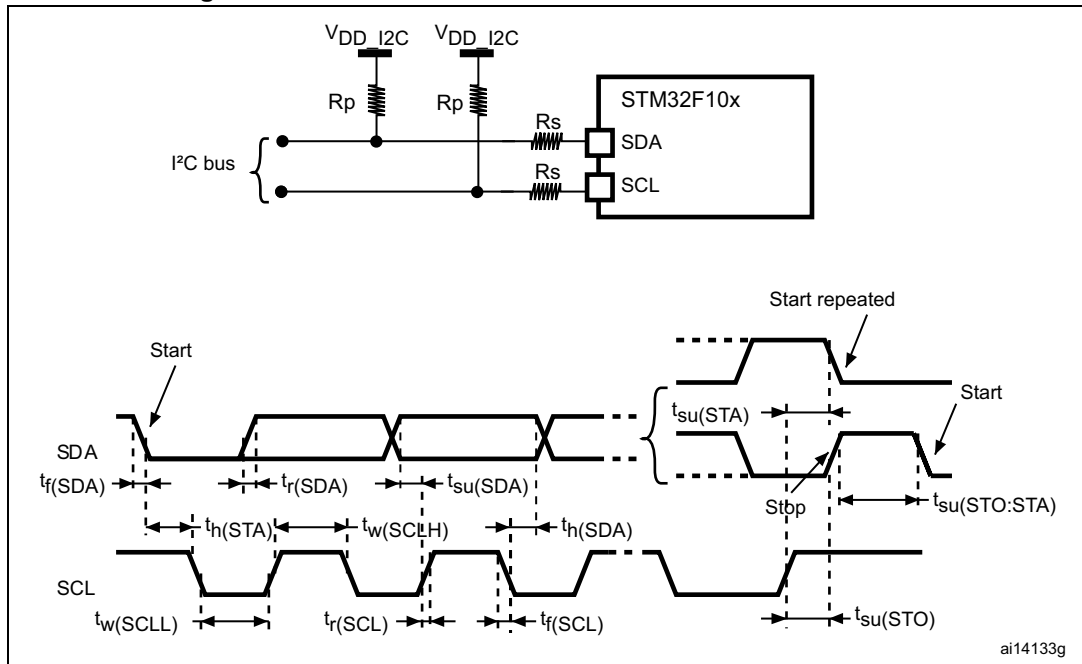 VDD_I2C VDD_I2C
Rp Rp
STM32F10x
Rs
SDA
I²C bus
Rs
SCL
Start repeated
Start
Start
tsu(STA)
SDA
tf(SDA) tr(SDA) tsu(SDA)
Stop
tsu(STO:STA)
th(STA) tw(SCLH) th(SDA)
SCL
tw(SCLL) tr(SCL) tf(SCL) tsu(STO)
ai14133g